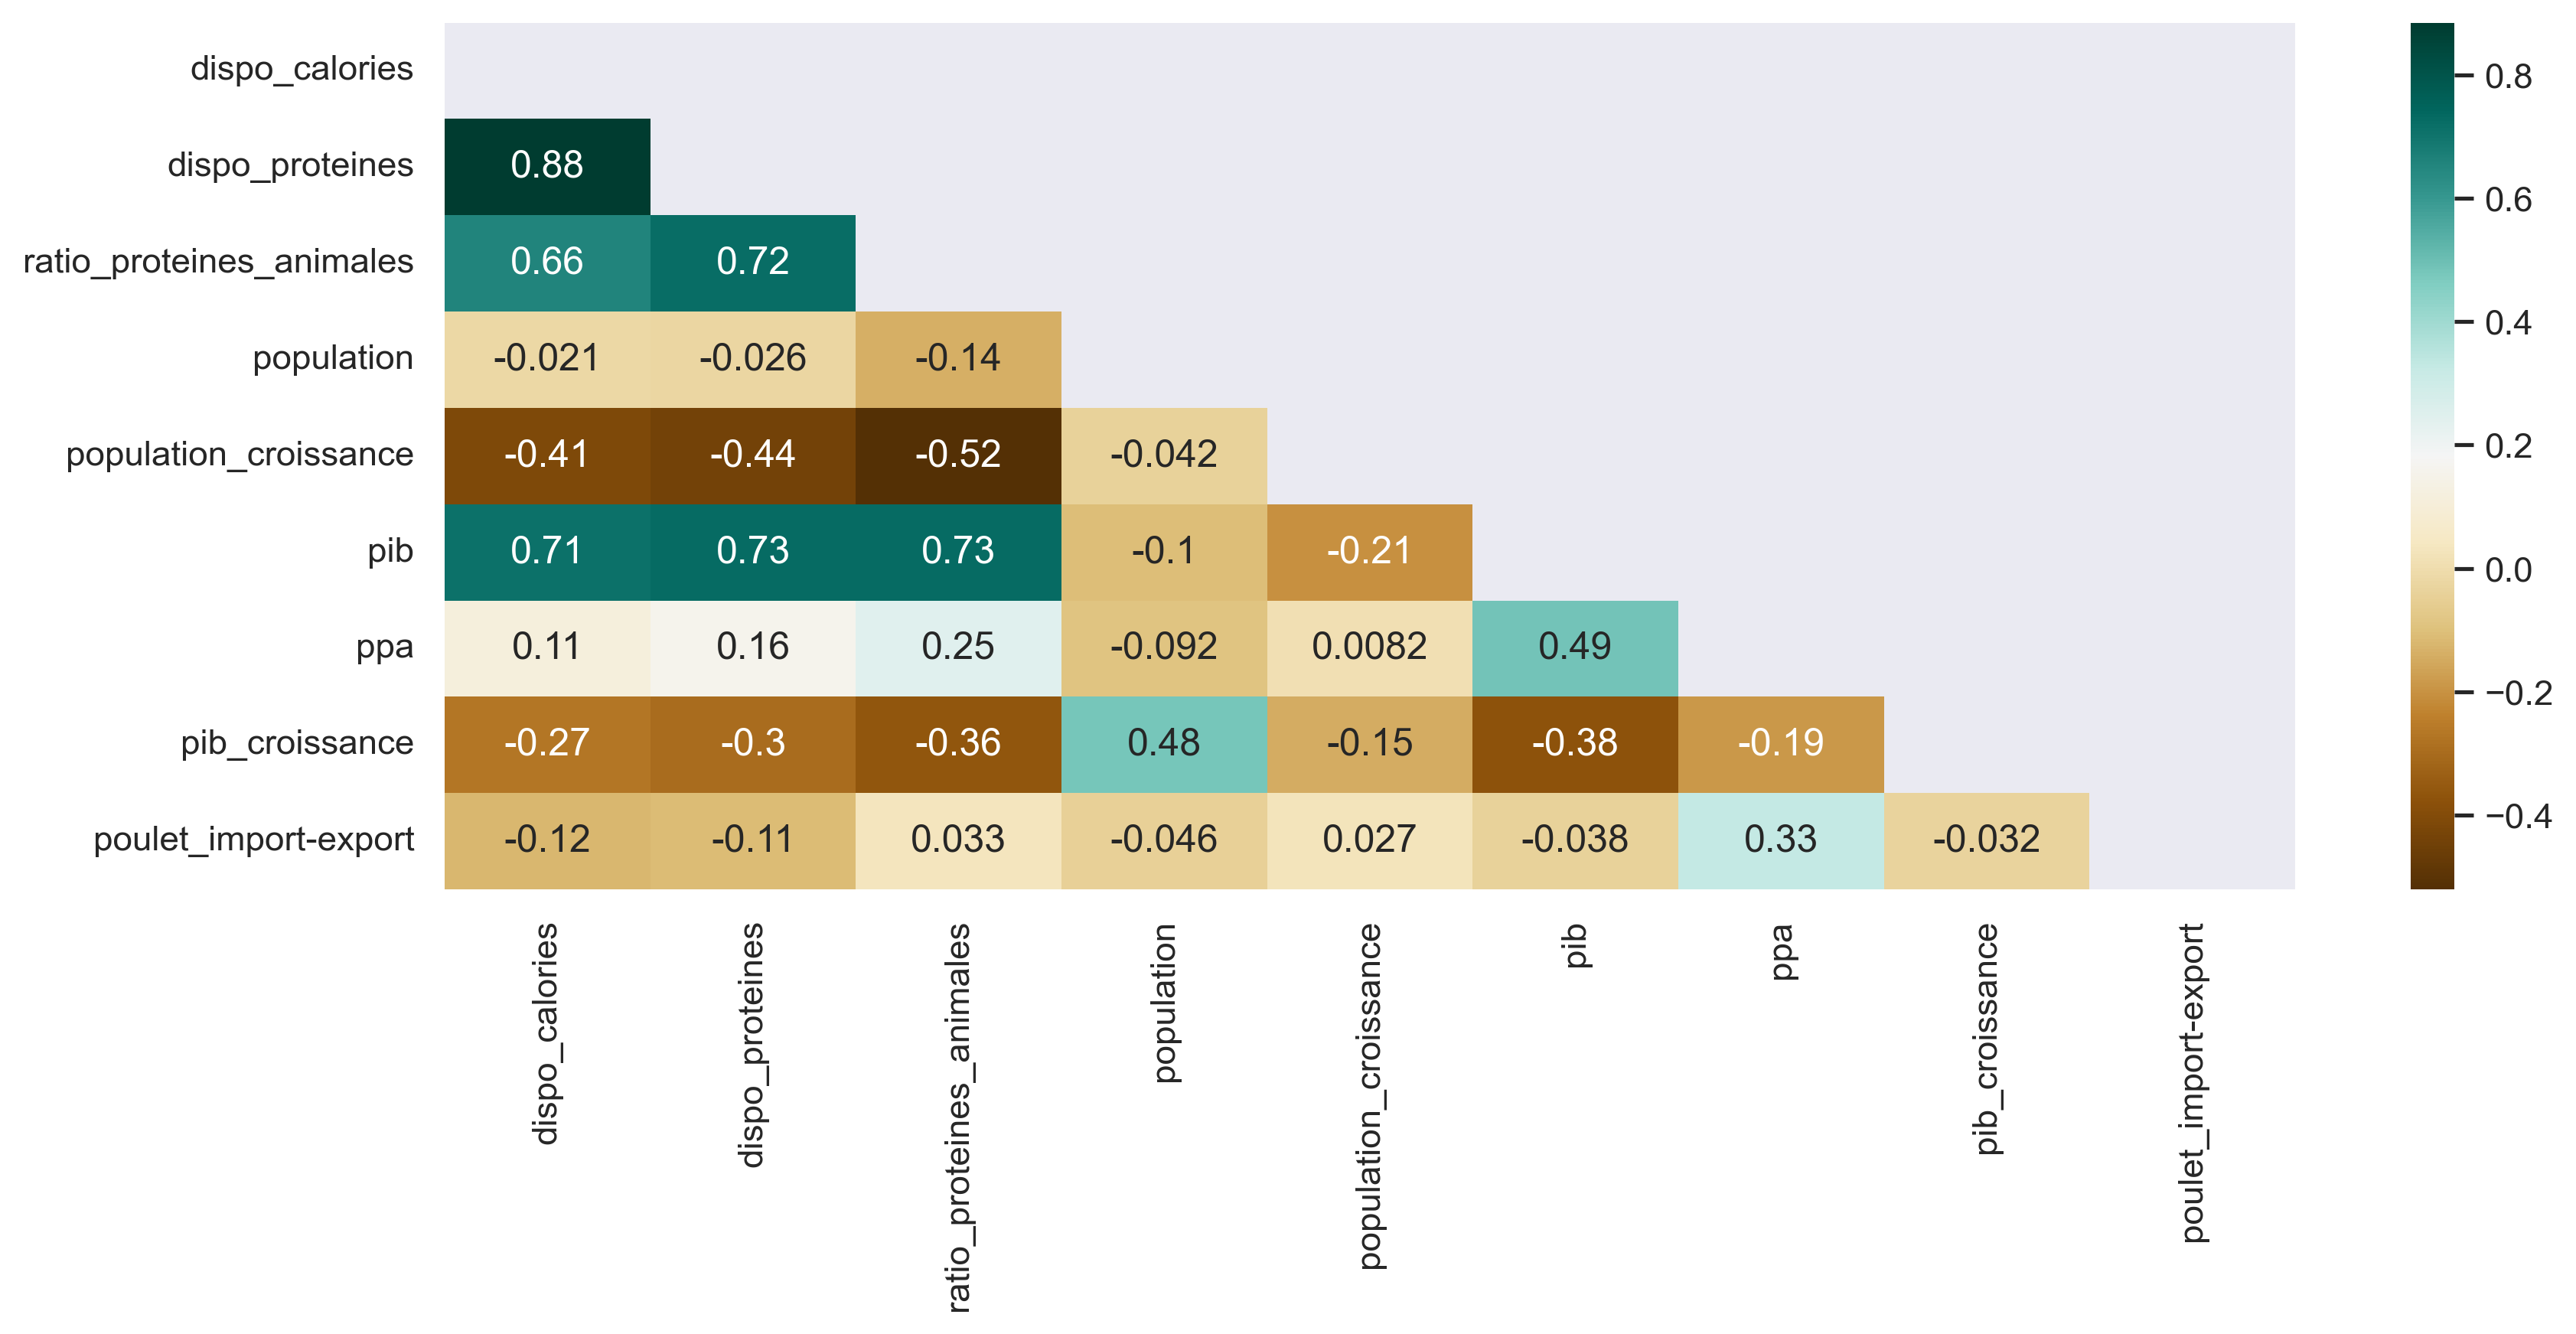 dispo_calories
0.8
dispo_proteines 0.88
0.6
ratio_proteines_animales 0.66 0.72
0.4
population -0.021 -0.026 -0.14
population_croissance -0.41 -0.44 -0.52 -0.042
0.2
pib 0.71 0.73 0.73 -0.1 -0.21
0.0
ppa 0.11 0.16 0.25 -0.092 0.0082 0.49
−0.2
pib_croissance -0.27 -0.3 -0.36 0.48 -0.15 -0.38 -0.19
−0.4
poulet_import-export -0.12 -0.11 0.033 -0.046 0.027 -0.038 0.33 -0.032
dispo_calories
dispo_proteines
ratio_proteines_animales
population
population_croissance
pib
ppa
pib_croissance
poulet_import-export